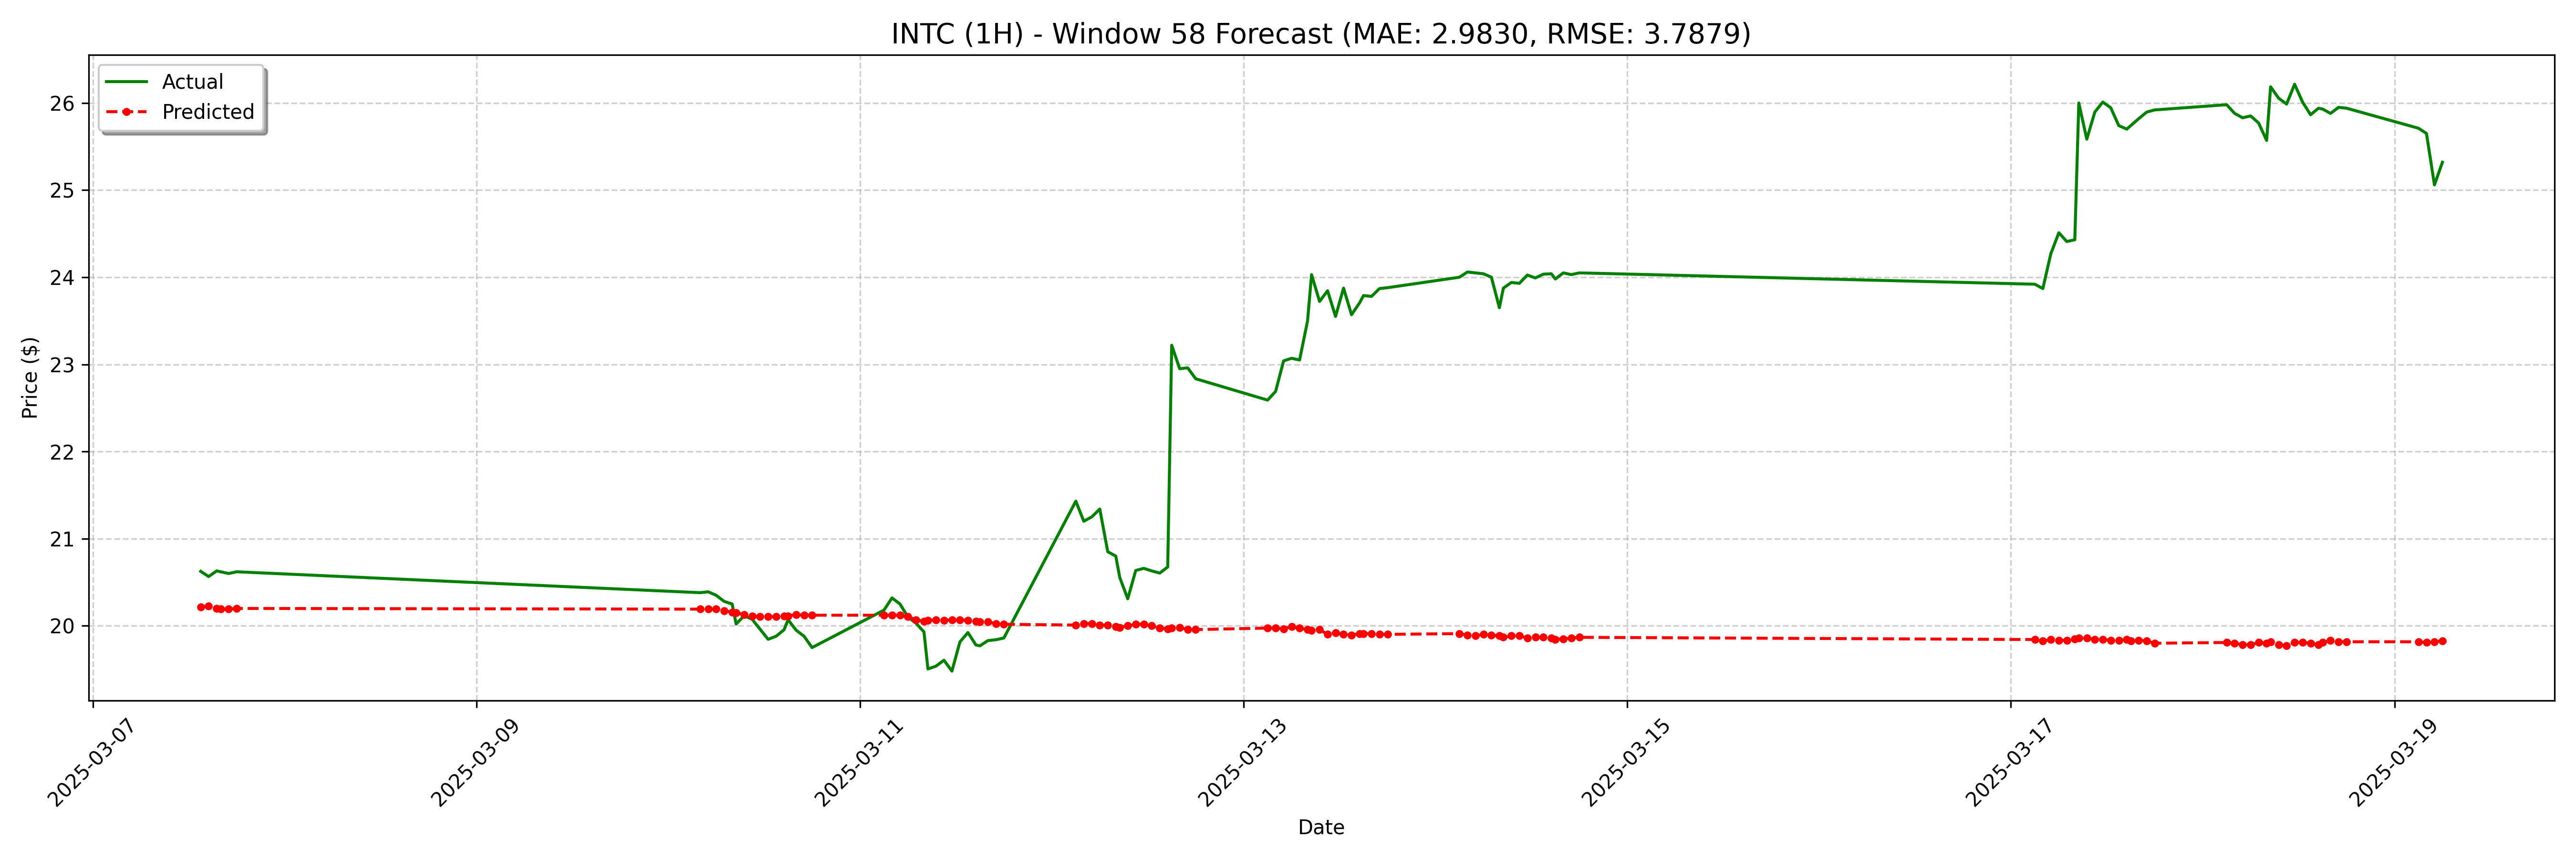 INTC (1H) - Window 58 Forecast (MAE: 2.9830, RMSE: 3.7879)
Actual
Predicted
Price ($)
26
25
24
23
22
21
20
2025-03-07
2025-03-09
2025-03-11
2025-03-13
2025-03-15
2025-03-17
2025-03-19
Date